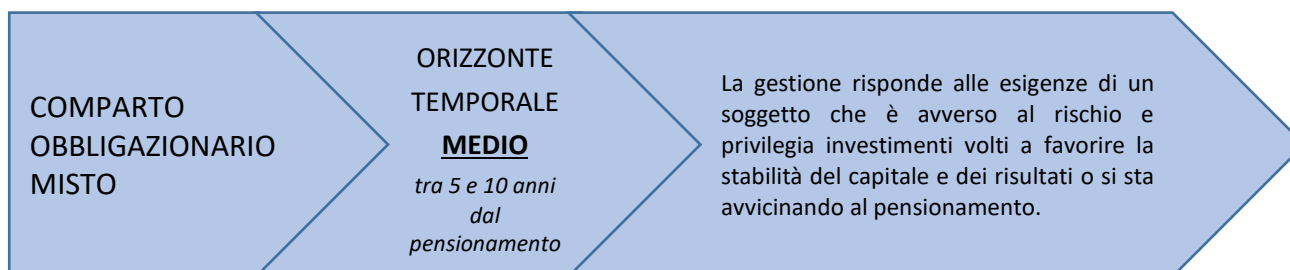 COMPARTO
OBBLIGAZIONARIO
MISTO
ORIZZONTE
TEMPORALE
MEDIO
tra 5 e 10 anni
dal
pensionamento
La gestione risponde alle esigenze di un
soggetto che è avverso al rischio e
privilegia investimenti volti a favorire la
stabilità del capitale e dei risultati o si sta
avvicinando al pensionamento.